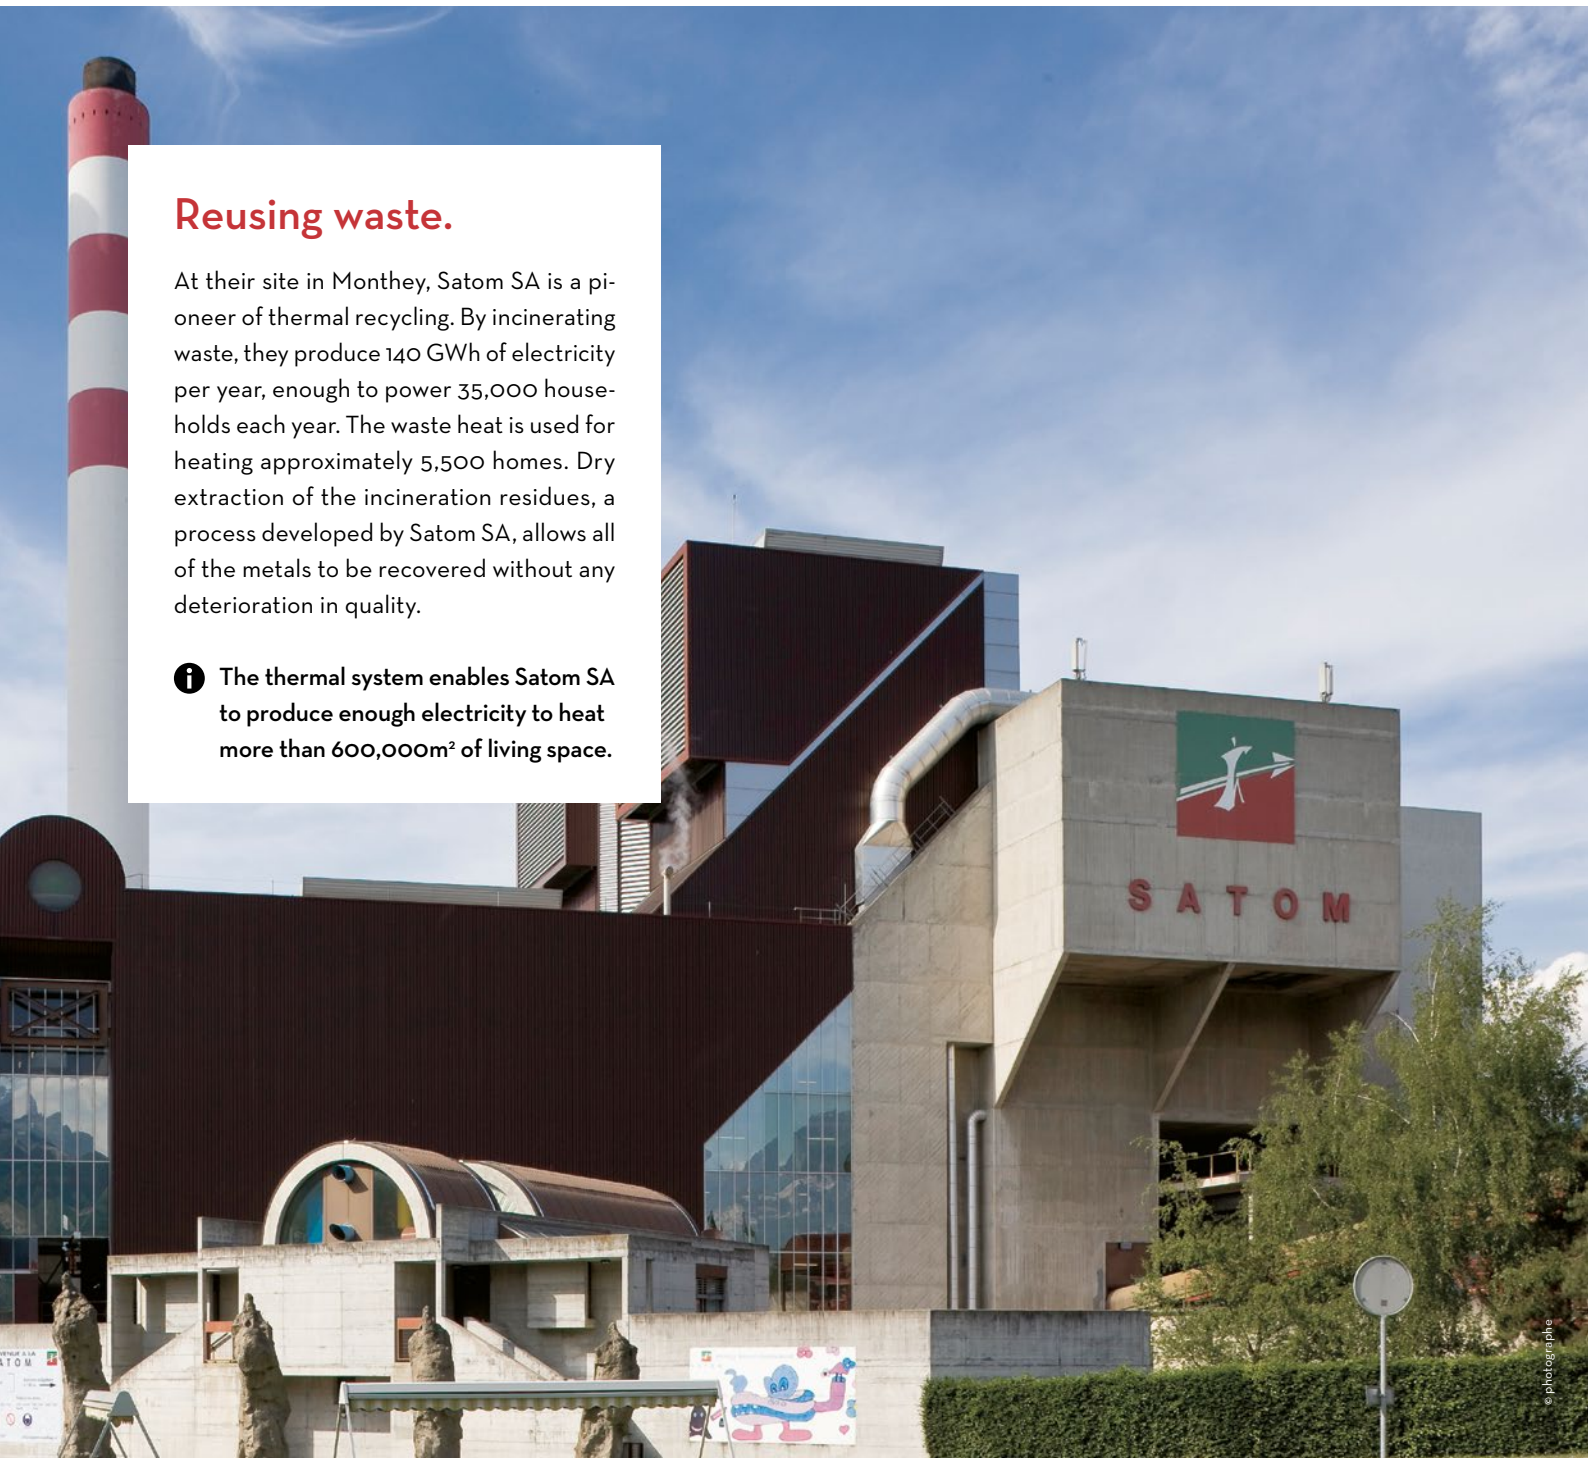 Reusing waste.
At their site in Monthey, Satom SA is a pi-
oneer of thermal recycling. By incinerating
waste, they produce 140 GWh of electricity
per year, enough to power 35,000 house-
holds each year. The waste heat is used for
heating approximately 5,500 homes. Dry
extraction of the incineration residues, a
process developed by Satom SA, allows all
of the metals to be recovered without any
deterioration in quality.
The thermal system enables Satom SA
to produce enough electricity to heat
more than 600,000m² of living space.
SATOM
© photographe